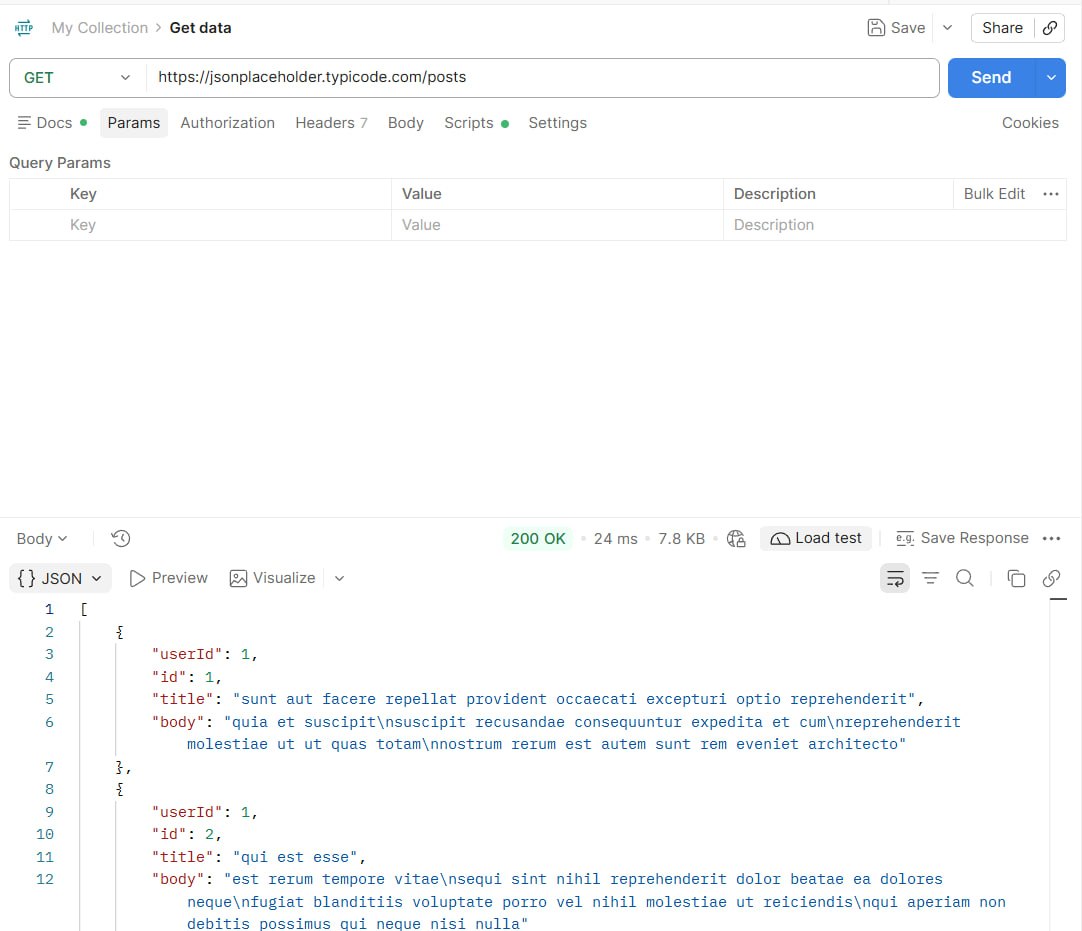 HTTP My Collection > Get data Save Share
GET https://jsonplaceholder.typicode.com/posts Send
Docs Params Authorization Headers 7 Body Scripts Settings Cookies
Query Params
Key Value Description Bulk Edit ...
Key Value Description
Body 200 OK • 24 ms • 7.8 KB • Load test e.g. Save Response ...
{} JSON Preview Visualize
1 [
2 {
3 "userId": 1,
4 "id": 1,
5 "title": "sunt aut facere repellat provident occaecati excepturi optio reprehenderit",
6 "body": "quia et suscipit\nsuscipit recusandae consequuntur expedita et cum\nreprehenderit
molestiae ut ut quas totam\nnostrum rerum est autem sunt rem eveniet architecto"
7 },
8 {
9 "userId": 1,
10 "id": 2,
11 "title": "qui est esse",
12 "body": "est rerum tempore vitae\nsequi sint nihil reprehenderit dolor beatae ea dolores
neque\nfugiat blanditiis voluptate porro vel nihil molestiae ut reiciendis\nqui aperiam non
debitis possimus qui neque nisi nulla"